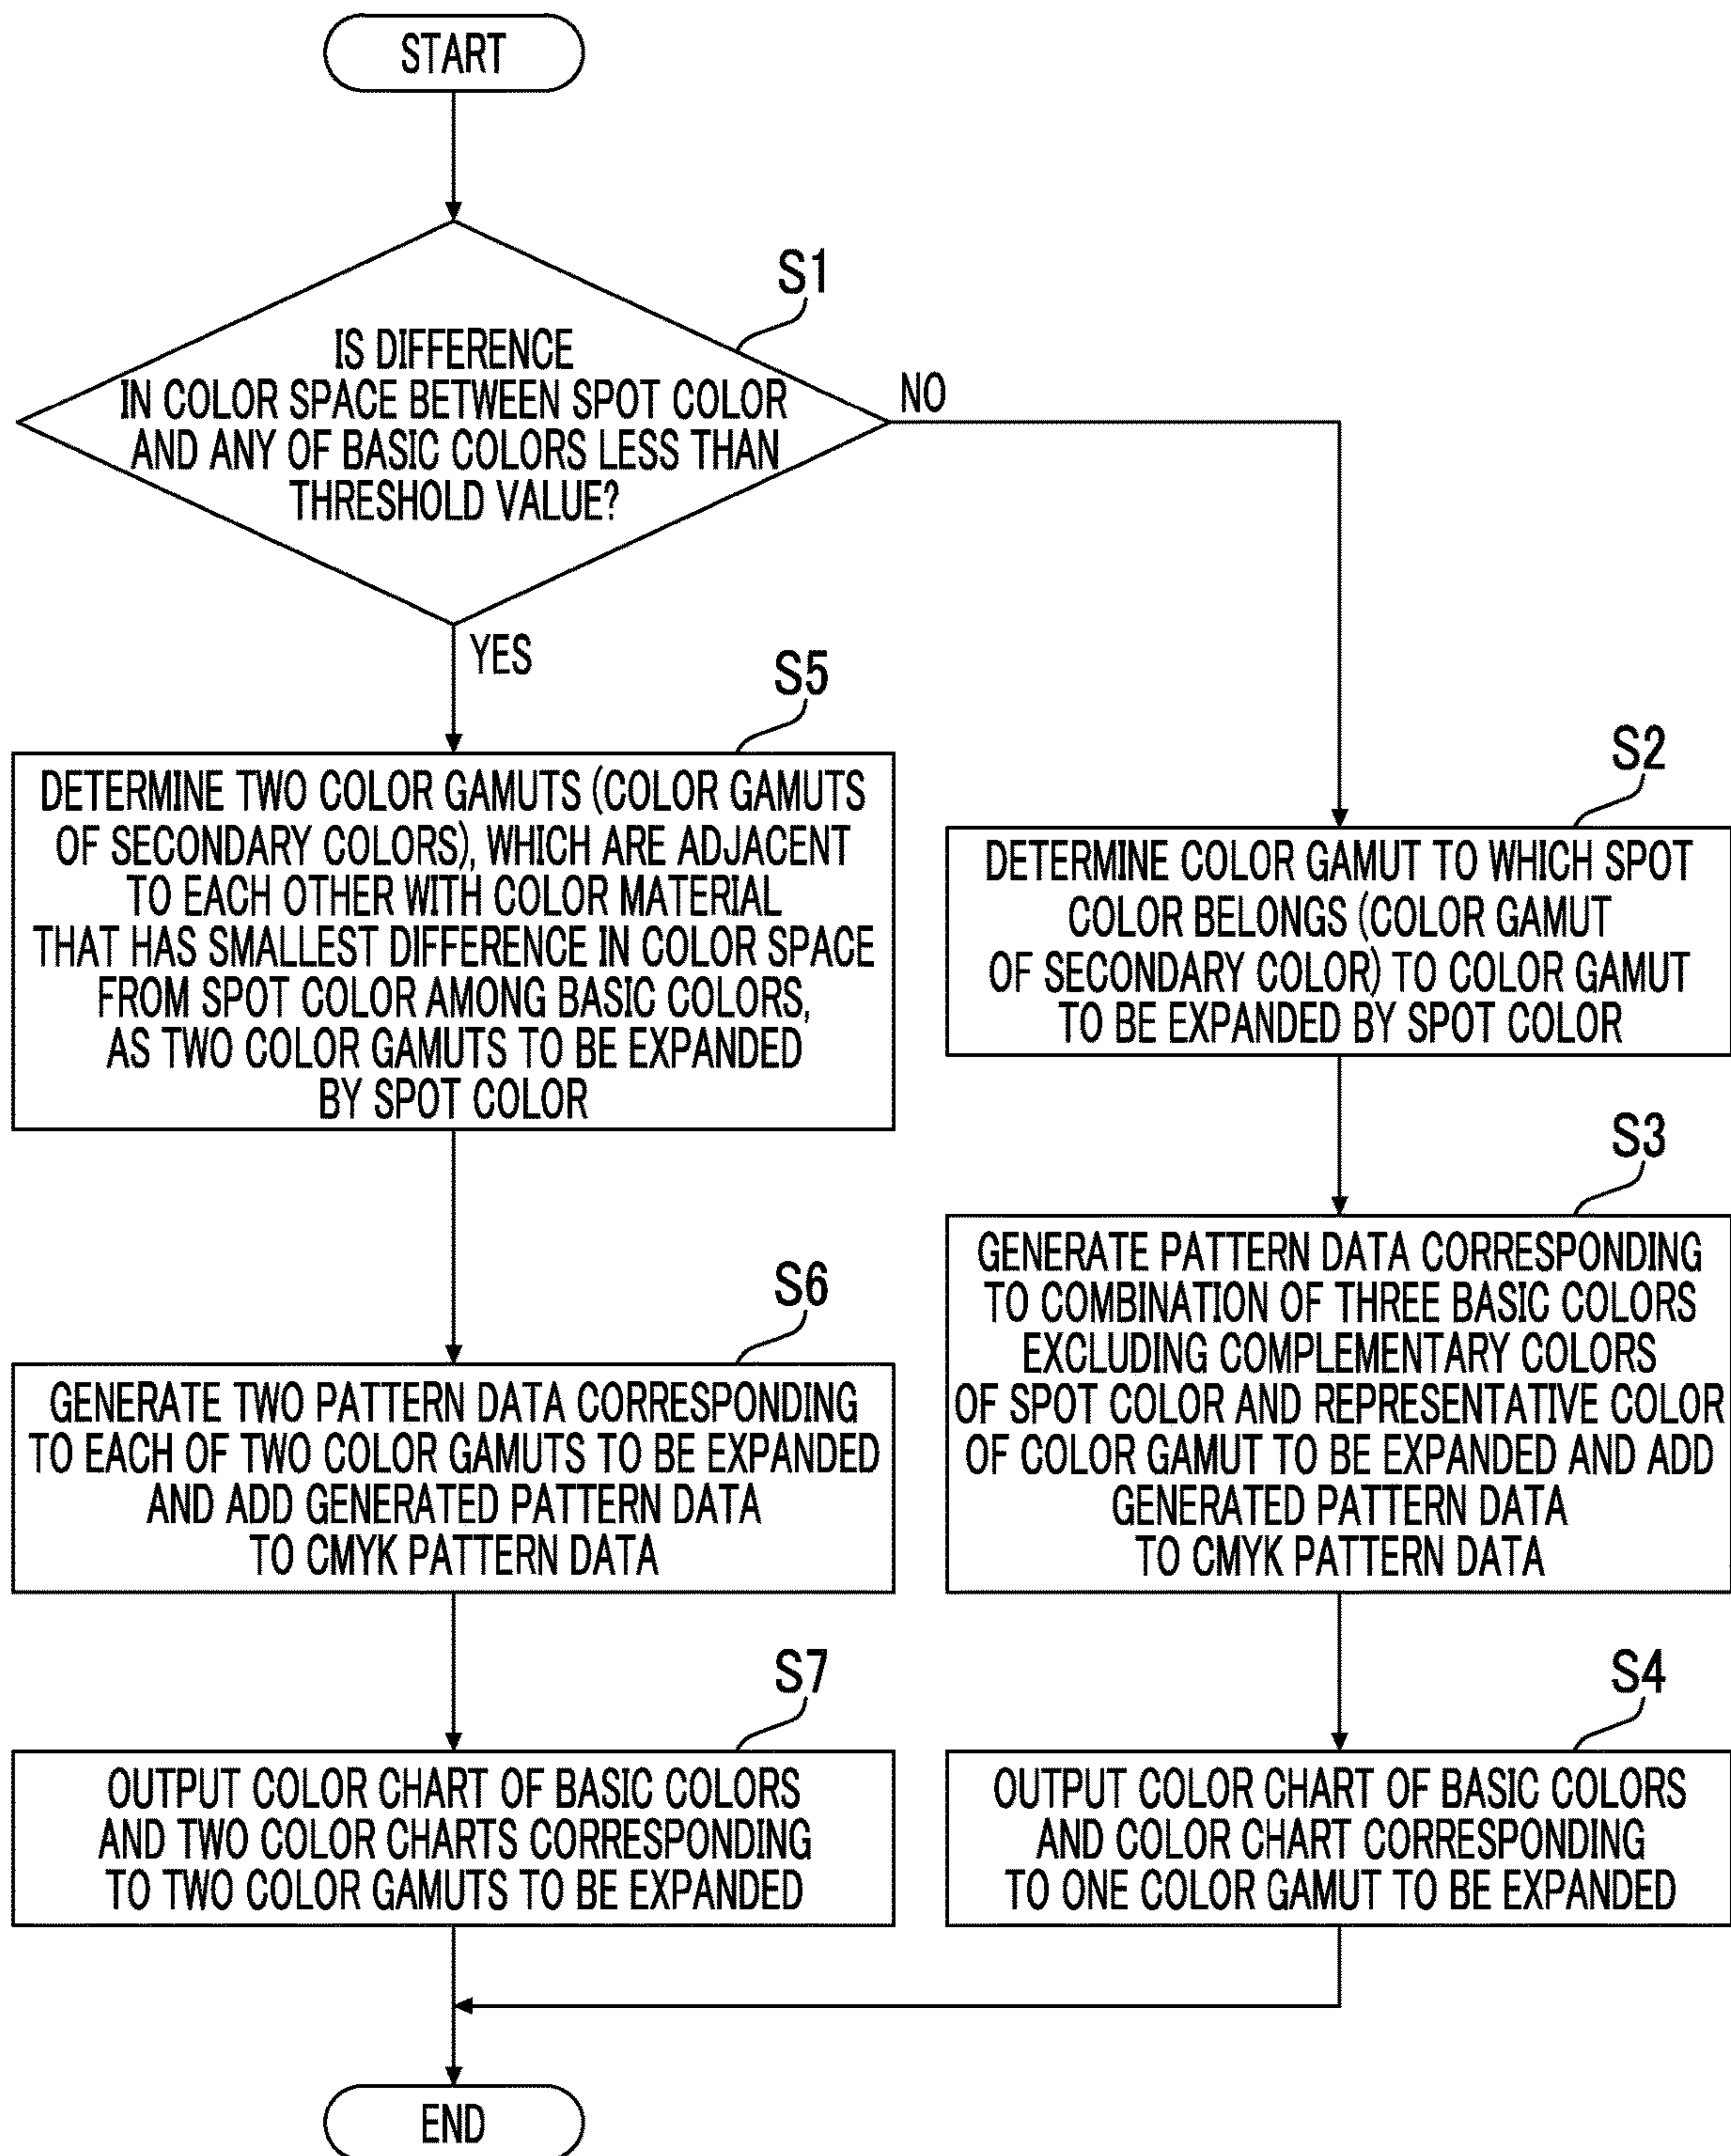 START
S1
IS DIFFERENCE
IN COLOR SPACE BETWEEN SPOT COLOR
AND ANY OF BASIC COLORS LESS THAN
THRESHOLD VALUE?
NO
YES
S5
DETERMINE TWO COLOR GAMUTS (COLOR GAMUTS
OF SECONDARY COLORS), WHICH ARE ADJACENT
TO EACH OTHER WITH COLOR MATERIAL
THAT HAS SMALLEST DIFFERENCE IN COLOR SPACE
FROM SPOT COLOR AMONG BASIC COLORS,
AS TWO COLOR GAMUTS TO BE EXPANDED
BY SPOT COLOR
S6
GENERATE TWO PATTERN DATA CORRESPONDING
TO EACH OF TWO COLOR GAMUTS TO BE EXPANDED
AND ADD GENERATED PATTERN DATA
TO CMYK PATTERN DATA
S7
OUTPUT COLOR CHART OF BASIC COLORS
AND TWO COLOR CHARTS CORRESPONDING
TO TWO COLOR GAMUTS TO BE EXPANDED
S2
DETERMINE COLOR GAMUT TO WHICH SPOT
COLOR BELONGS (COLOR GAMUT
OF SECONDARY COLOR) TO COLOR GAMUT
TO BE EXPANDED BY SPOT COLOR
S3
GENERATE PATTERN DATA CORRESPONDING
TO COMBINATION OF THREE BASIC COLORS
EXCLUDING COMPLEMENTARY COLORS
OF SPOT COLOR AND REPRESENTATIVE COLOR
OF COLOR GAMUT TO BE EXPANDED AND ADD
GENERATED PATTERN DATA
TO CMYK PATTERN DATA
S4
OUTPUT COLOR CHART OF BASIC COLORS
AND COLOR CHART CORRESPONDING
TO ONE COLOR GAMUT TO BE EXPANDED
END